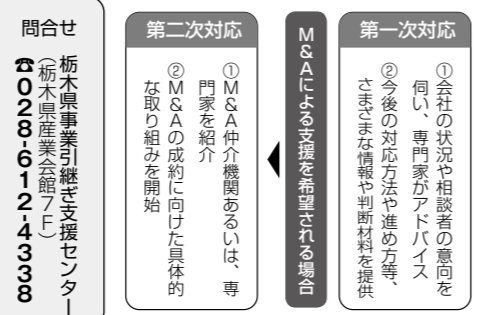 第一次対応
①会社の状況や相談者の意向を
伺い、専門家がアドバイス
②今後の対応方法や進め方等、
さまざまな情報や判断材料を提供
M&Aによる支援を希望される場合
第二次対応
①M&A仲介機関あるいは、専
門家を紹介
②M&Aの成約に向けた具体的
な取り組みを開始
問合せ
栃木県事業引継ぎ支援センター
（栃木県産業会館7F）
☎028-612-4338